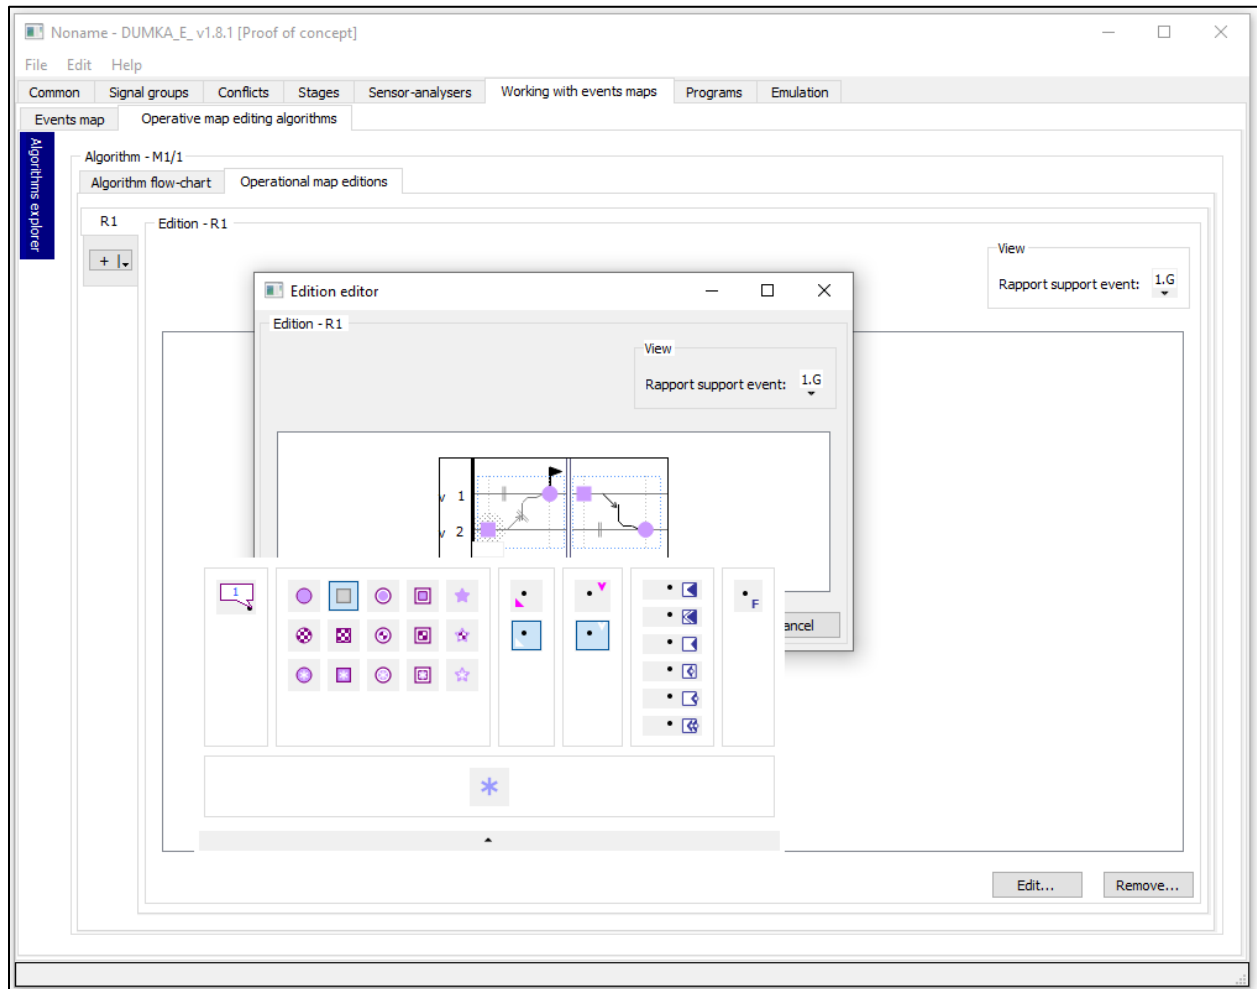 Noname - DUMKA_E_ v1.8.1 [Proof of concept]
File Edit Help
Common Signal groups Conflicts Stages Sensor-analysers Working with events maps Programs Emulation
Events map Operative map editing algorithms
Algorithms explorer
Algorithm - M1/1
Algorithm flow-chart Operational map editions
R1
Edition - R1
+
View
Rapport support event: 1.G
Edition editor
Edition - R1
View
Rapport support event: 1.G
v 1
v 2
ancel
1
F
Edit... Remove...